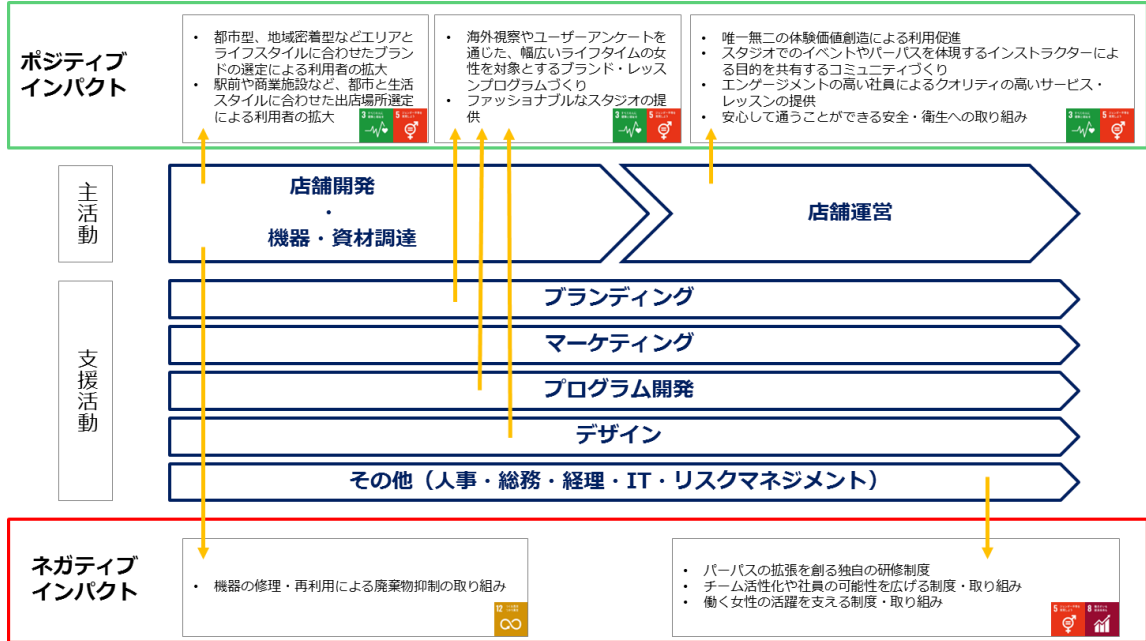 ポジティブ
インパクト
• 都市型、地域密着型などエリアと
ライフスタイルに合わせたブラン
ドの選定による利用者の拡大
• 駅前や商業施設など、都市と生活
スタイルに合わせた出店場所選定
による利用者の拡大
3
5
• 海外視察やユーザーアンケートを
通じた、幅広いライフタイムの女
性を対象とするブランド・レッス
ンプログラムづくり
• ファッショナブルなスタジオの提
供
3
5
• 唯一無二の体験価値創造による利用促進
• スタジオでのイベントやパーパスを体現するインストラクターによ
る目的を共有するコミュニティづくり
• エンゲージメントの高い社員によるクオリティの高いサービス・
レッスンの提供
• 安心して通うことができる安全・衛生への取り組み
3
5
主活動
店舗開発
・
機器・資材調達
店舗運営
支援活動
ブランディング
マーケティング
プログラム開発
デザイン
その他（人事・総務・経理・IT・リスクマネジメント）
ネガティブ
インパクト
• 機器の修理・再利用による廃棄物抑制の取り組み
12
• パーパスの拡張を創る独自の研修制度
• チーム活性化や社員の可能性を広げる制度・取り組み
• 働く女性の活躍を支える制度・取り組み
5
8